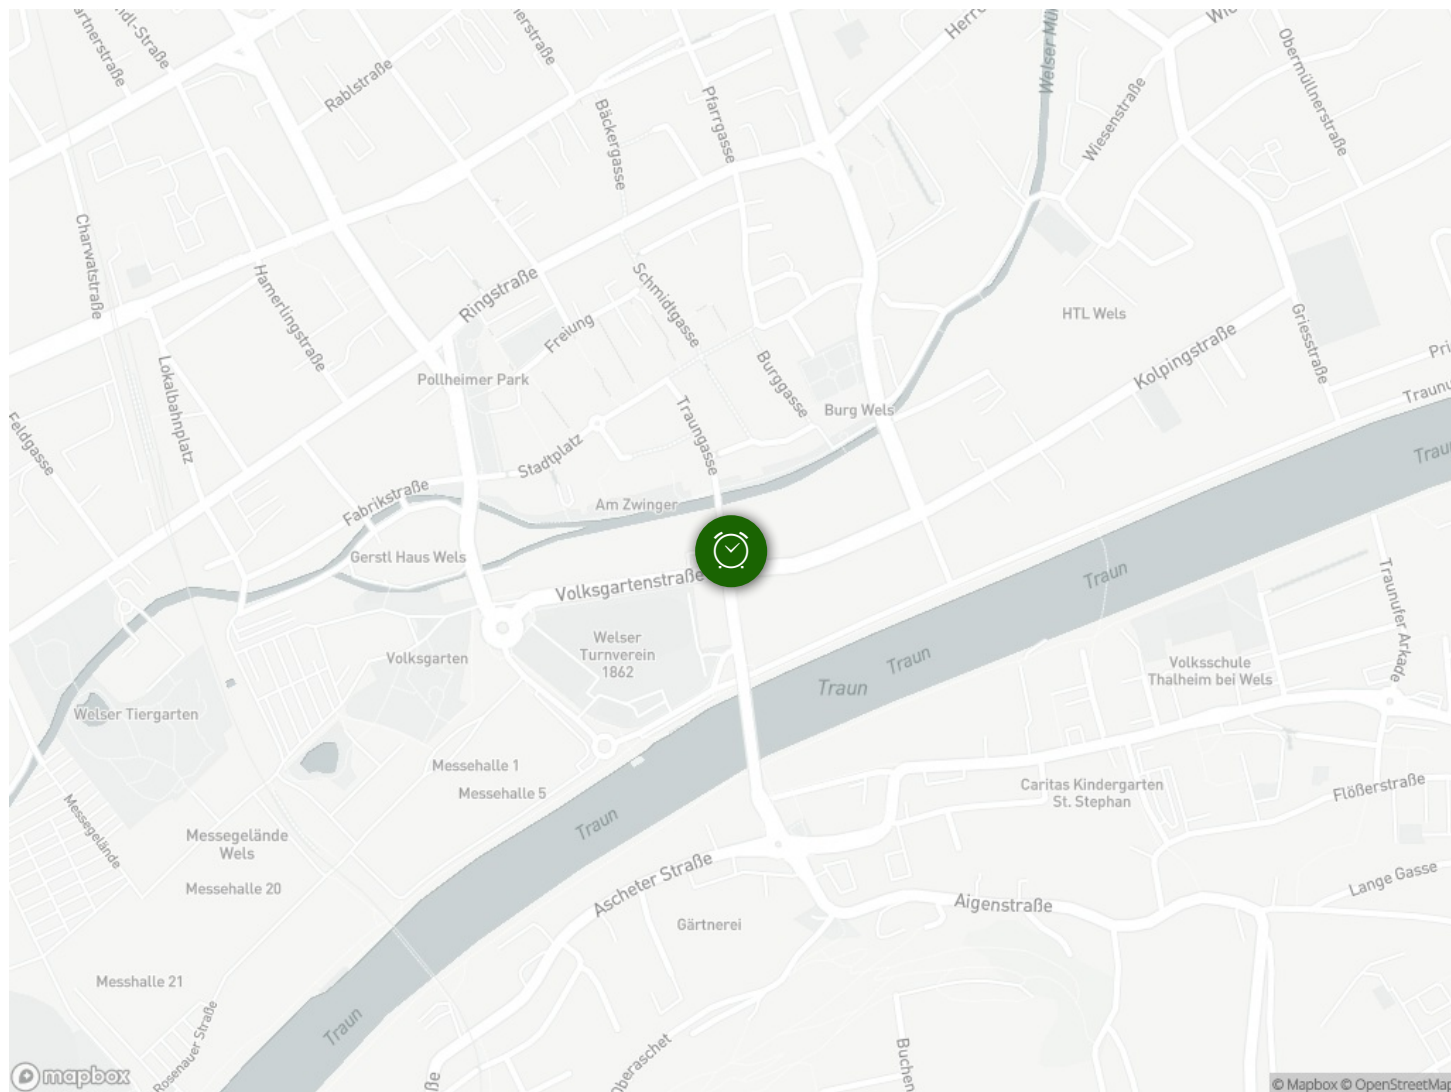 Rablstraße
Bäckergasse
Pfarrgasse
Wiesenstraße
Obermüllnerstraße
Charwatstraße
Hamerlingstraße
Ringstraße
Schmidtgasse
Freiung
HTL Wels
Griesstraße
Kolpingstraße
Lokalbahnplatz
Pollheimer Park
Burggasse
Burg Wels
Feldgasse
Traungasse
Stadtplatz
Fabrikstraße
Am Zwinger
Gerstl Haus Wels
Volksgartenstraße
Traun
Traunufer Arkade
Welser
Turnverein
1862
Volksgarten
Traun
Traun
Volksschule
Thalheim bei Wels
Welser Tiergarten
Messehalle 1
Messehalle 5
Caritas Kindergarten
St. Stephan
Flößerstraße
Messegelände
Messegelände
Wels
Traun
Messehalle 20
Ascheter Straße
Lange Gasse
Aigenstraße
Gärtnerei
Messhalle 21
Traun
Rosenauer Straße
Buchen
mapbox
© Mapbox © OpenStreetMap